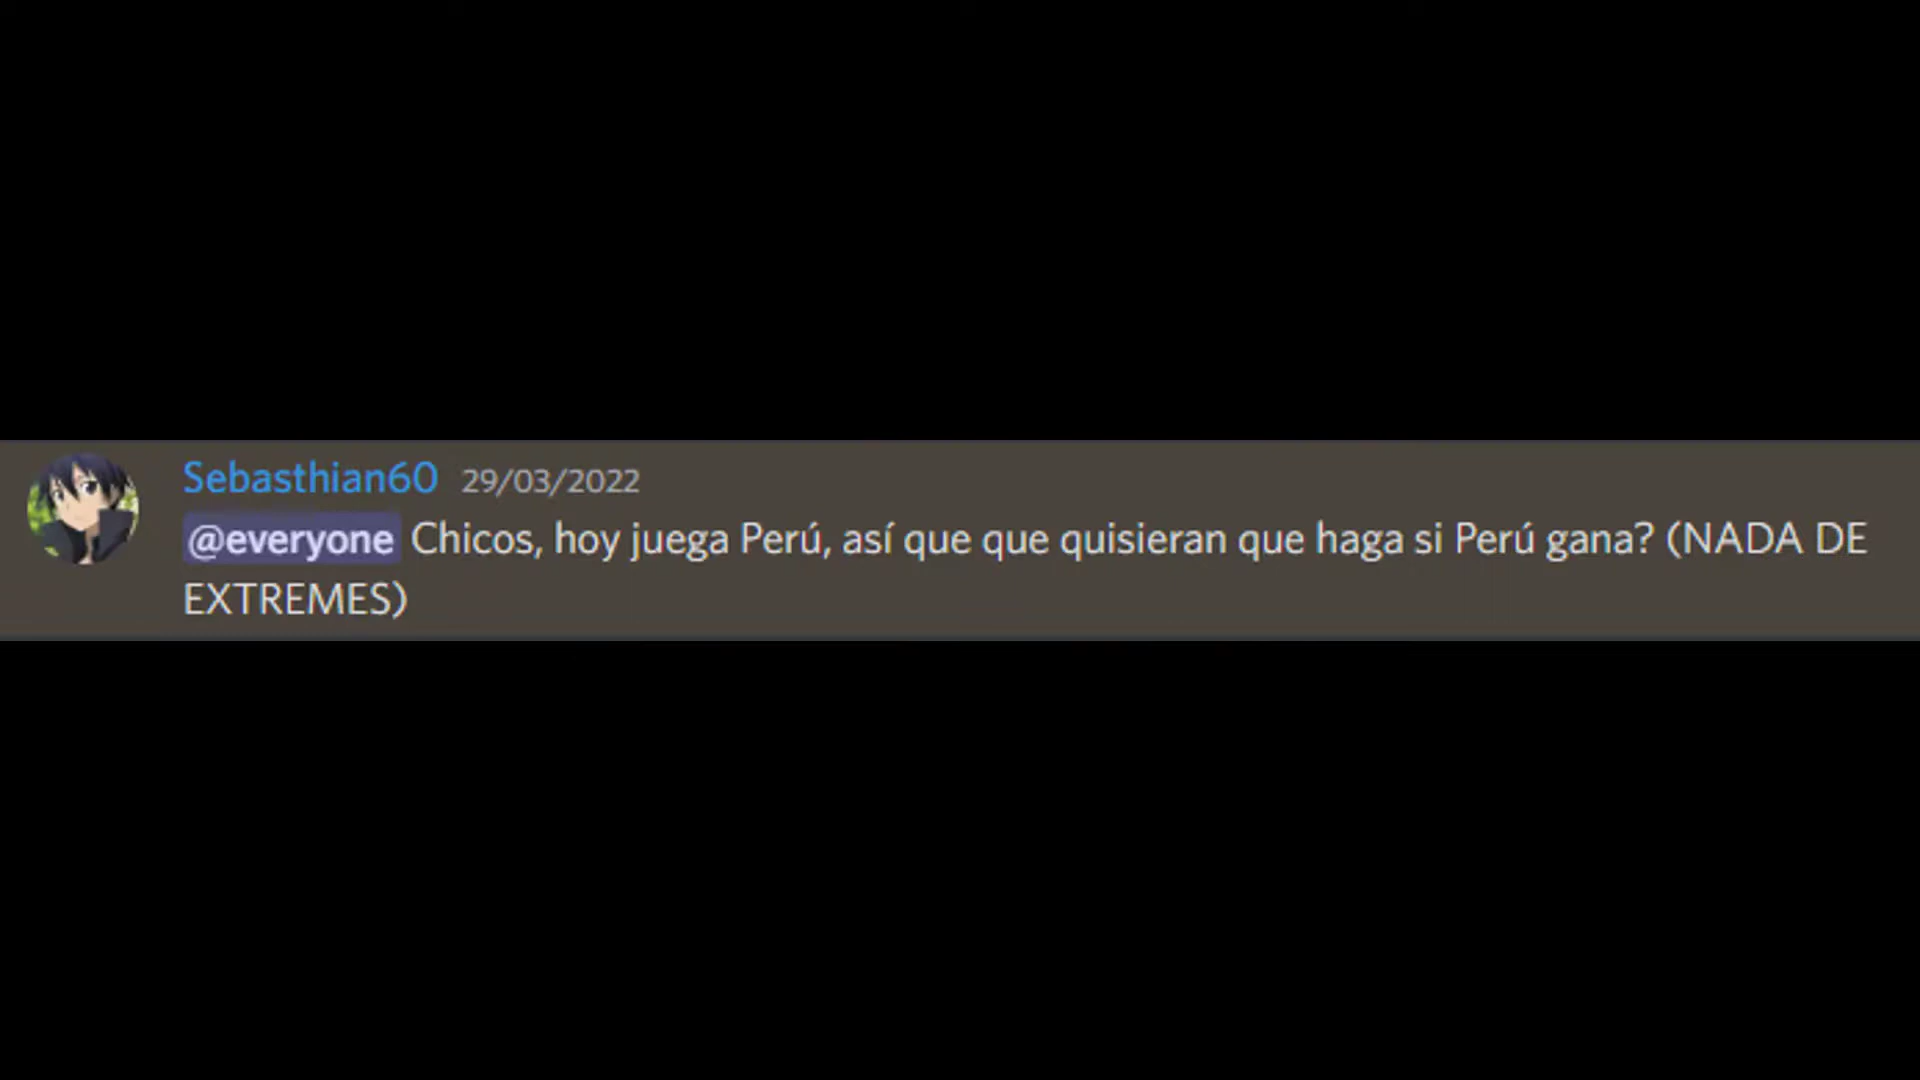 Sebasthian60 29/03/2022
@everyone Chicos, hoy juega Perú, así que que quisieran que haga si Perú gana? (NADA DE
EXTREMES)